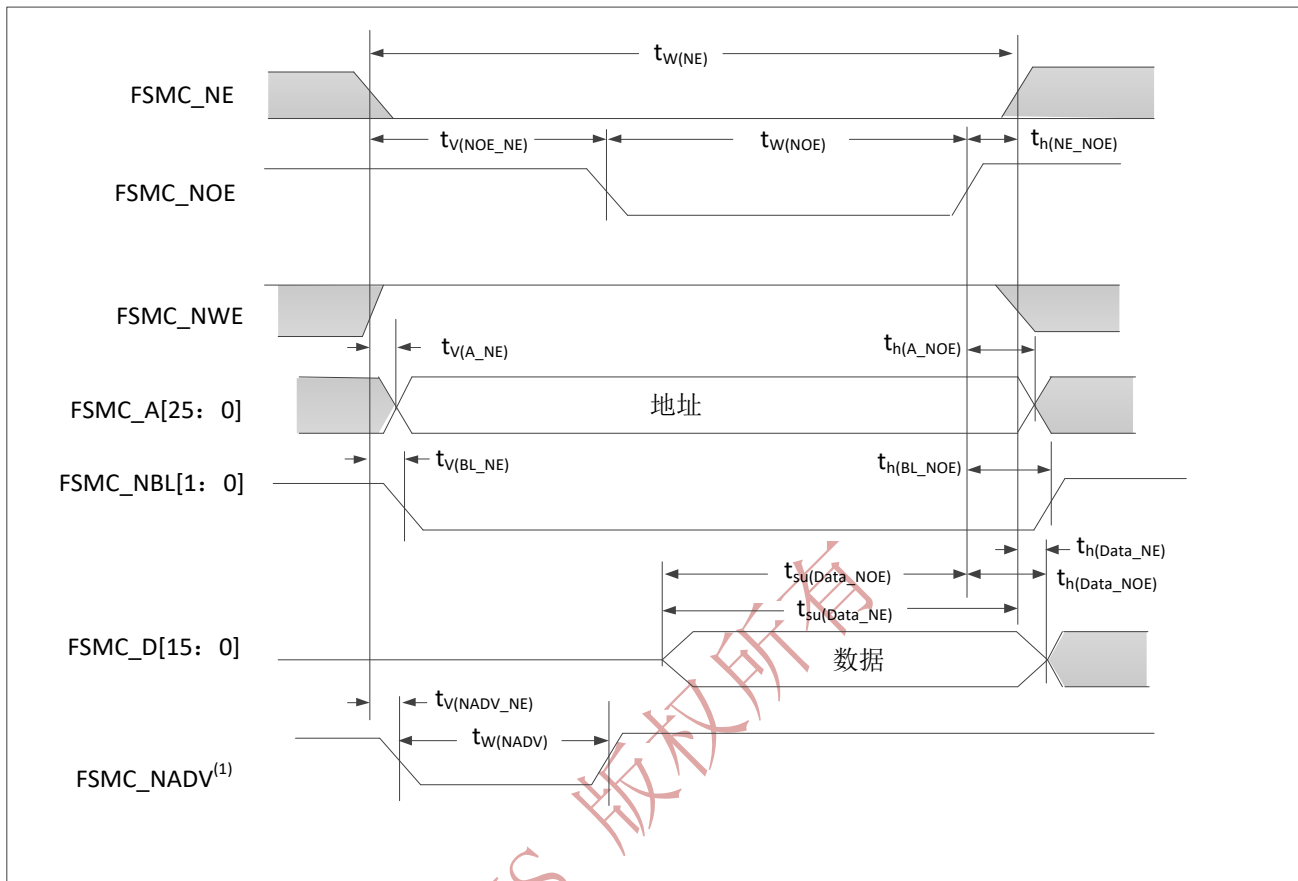 tW(NE)
FSMC_NE
tV(NOE_NE)
tW(NOE)
th(NE_NOE)
FSMC_NOE
FSMC_NWE
tV(A_NE)
th(A_NOE)
FSMC_A[25：0]
地址
tV(BL_NE)
th(BL_NOE)
FSMC_NBL[1：0]
th(Data_NE)
tsu(Data_NOE)
th(Data_NOE)
tsu(Data_NE)
FSMC_D[15：0]
数据
tV(NADV_NE)
tW(NADV)
FSMC_NADV(1)
版权所有